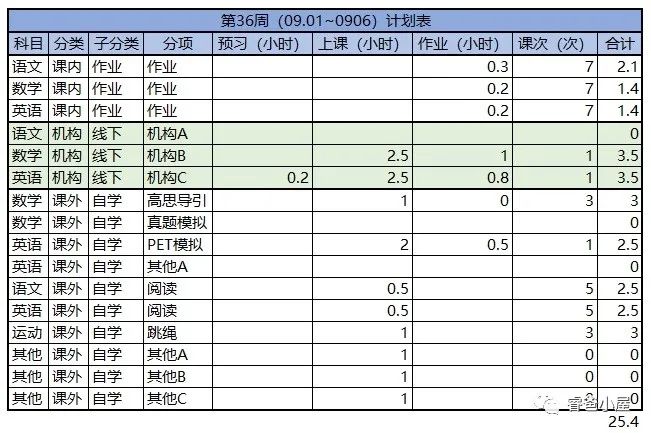 第36周（09.01~0906）计划表
科目 分类 子分类 分项 预习（小时） 上课（小时） 作业（小时） 课次（次） 合计
语文 课内 作业 作业 0.3 7 2.1
数学 课内 作业 作业 0.2 7 1.4
英语 课内 作业 作业 0.2 7 1.4
语文 机构 线下 机构A 0
数学 机构 线下 机构B 2.5 1 1 3.5
英语 机构 线下 机构C 0.2 2.5 0.8 1 3.5
数学 课外 自学 高思导引 1 0 3 3
数学 课外 自学 真题模拟 0
英语 课外 自学 PET模拟 2 0.5 1 2.5
英语 课外 自学 其他A 0
语文 课外 自学 阅读 0.5 5 2.5
英语 课外 自学 阅读 0.5 5 2.5
运动 课外 自学 跳绳 1 3 3
其他 课外 自学 其他A 1 0 0
其他 课外 自学 其他B 1 0 0
其他 课外 自学 其他C 1 0
睿爸小屋
25.4